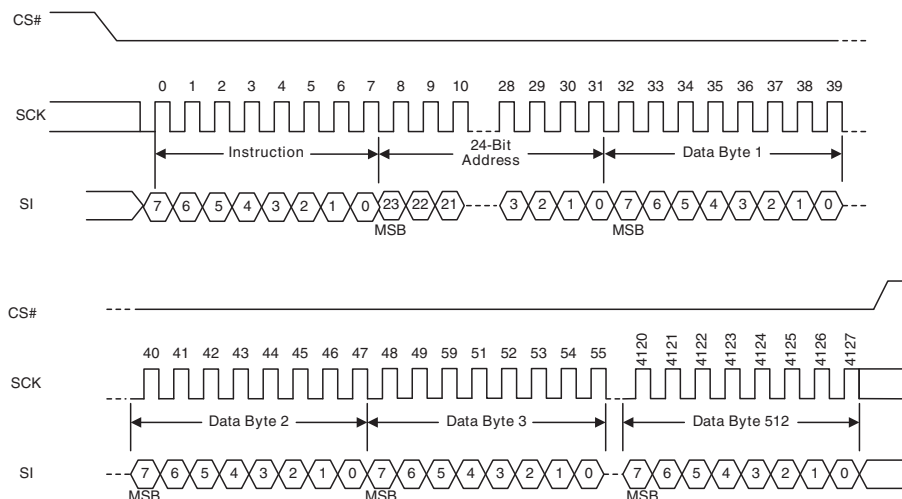 CS#
0 1 2 3 4 5 6 7 8 9 10 28 29 30 31 32 33 34 35 36 37 38 39
SCK
Instruction 24-Bit Address Data Byte 1
SI 7 6 5 4 3 2 1 0 23 22 21 3 2 1 0 7 6 5 4 3 2 1 0
MSB MSB
CS#
40 41 42 43 44 45 46 47 48 49 59 51 52 53 54 55 4120 4121 4122 4123 4124 4125 4126 4127
SCK
Data Byte 2 Data Byte 3 Data Byte 512
SI 7 6 5 4 3 2 1 0 7 6 5 4 3 2 1 0 7 6 5 4 3 2 1 0
MSB MSB MSB